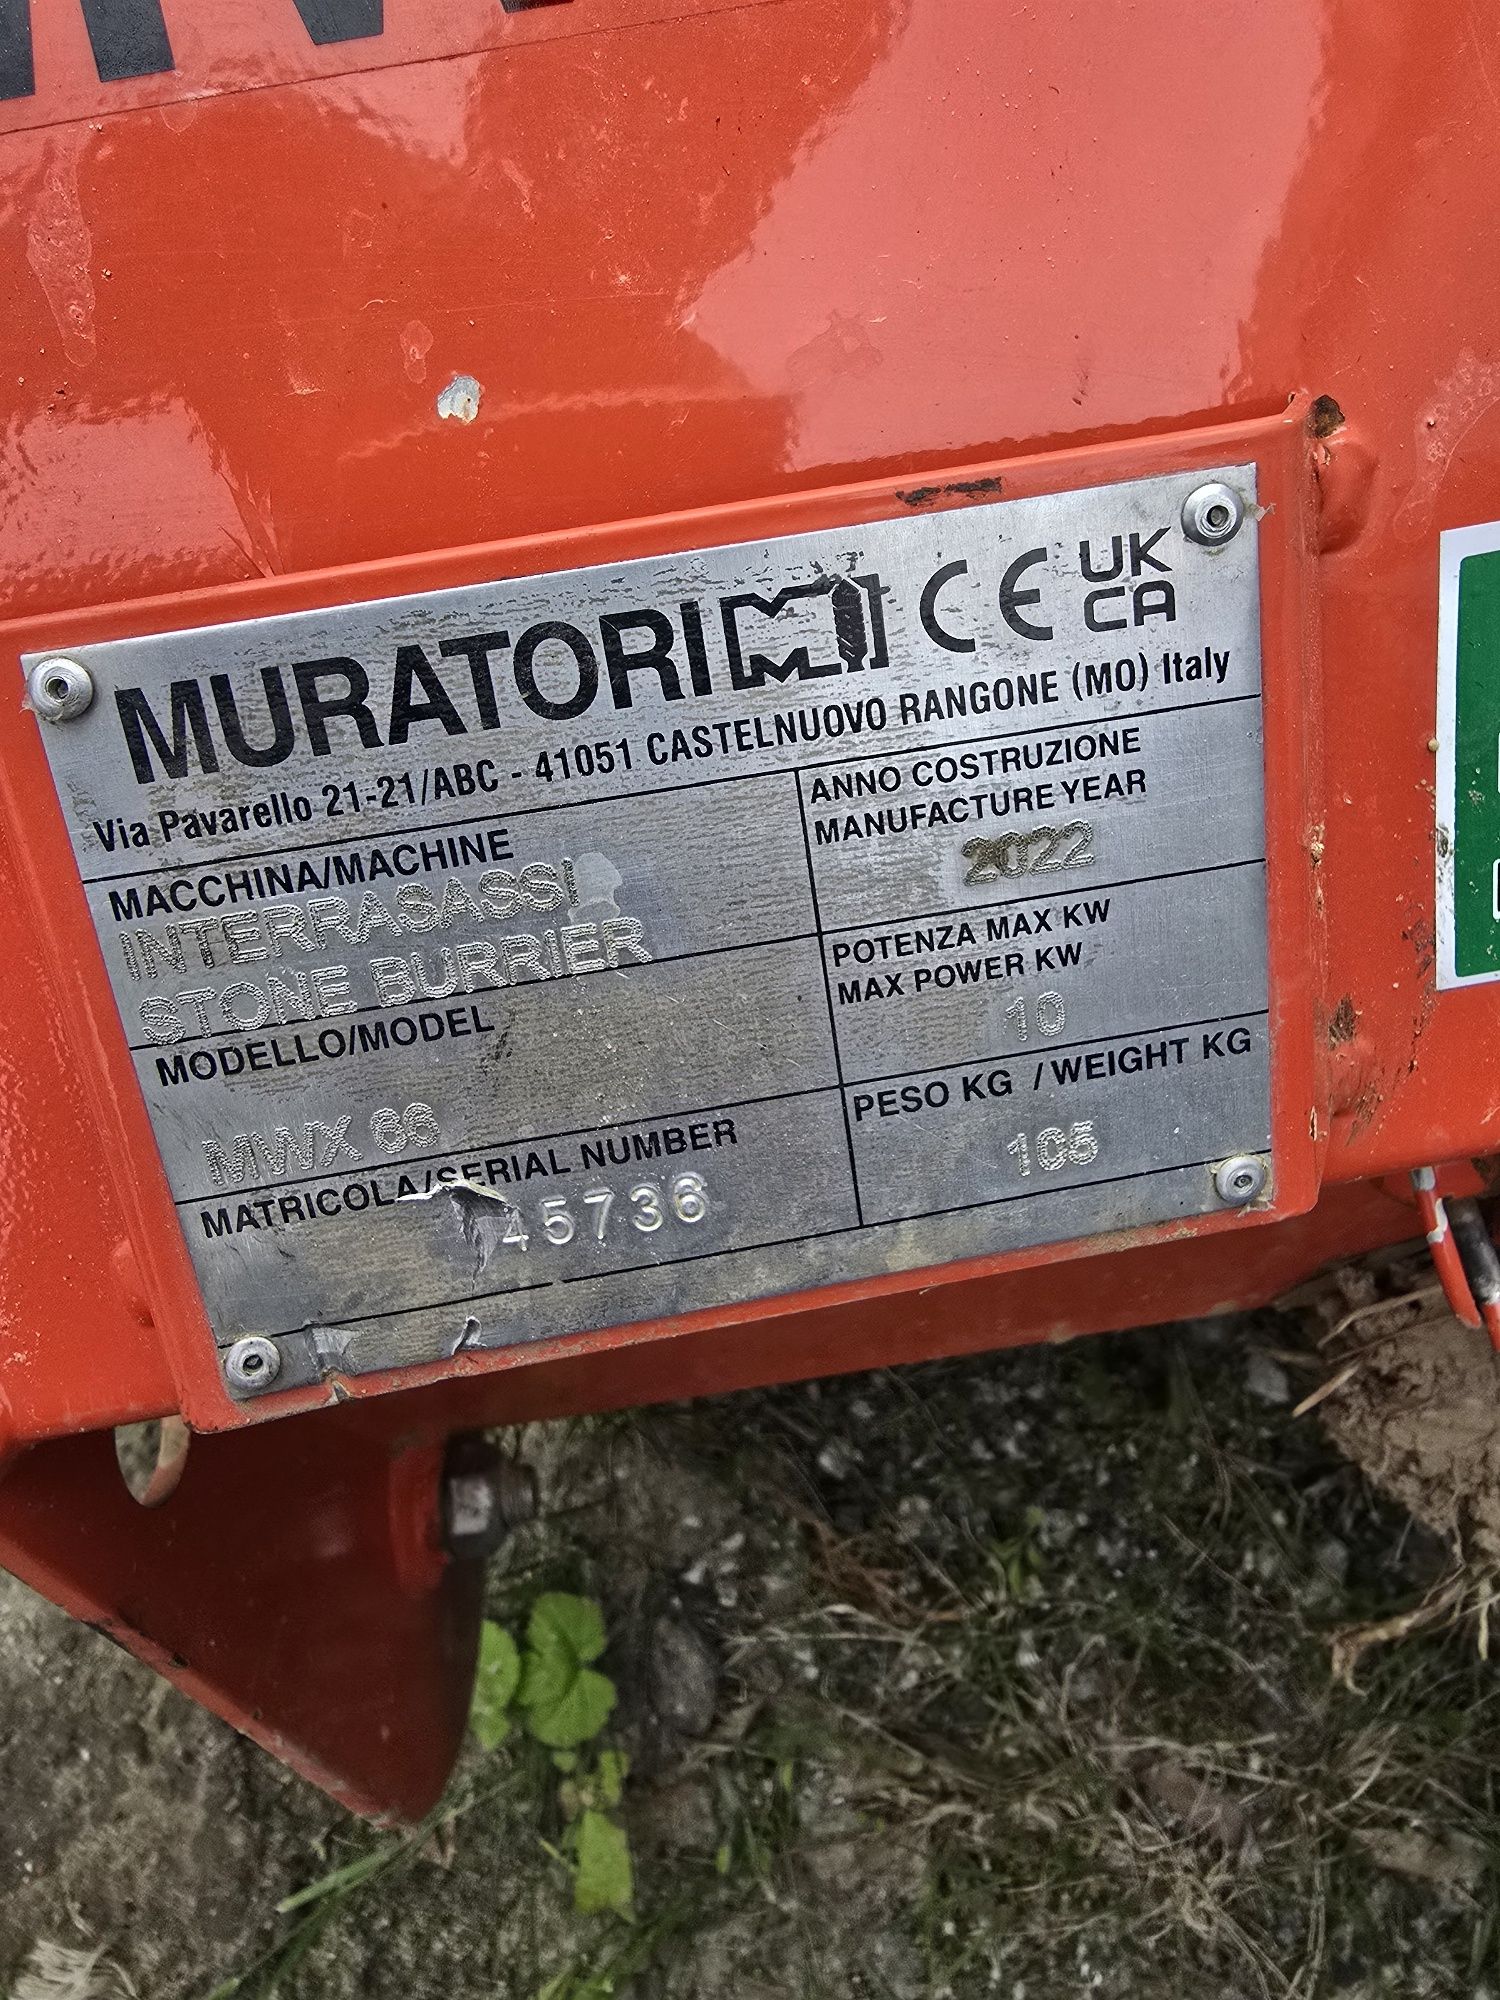 MURATORI CE UK CA
Via Pavarello 21-21/ABC - 41051 CASTELNUOVO RANGONE (MO) Italy
MACCHINA/MACHINE
INTERRASASSI
STONE BURRIER
ANNO COSTRUZIONE
MANUFACTURE YEAR
2022
MODELLO/MODEL
MWX 66
POTENZA MAX KW
MAX POWER KW
10
MATRICOLA/SERIAL NUMBER
45736
PESO KG / WEIGHT KG
105